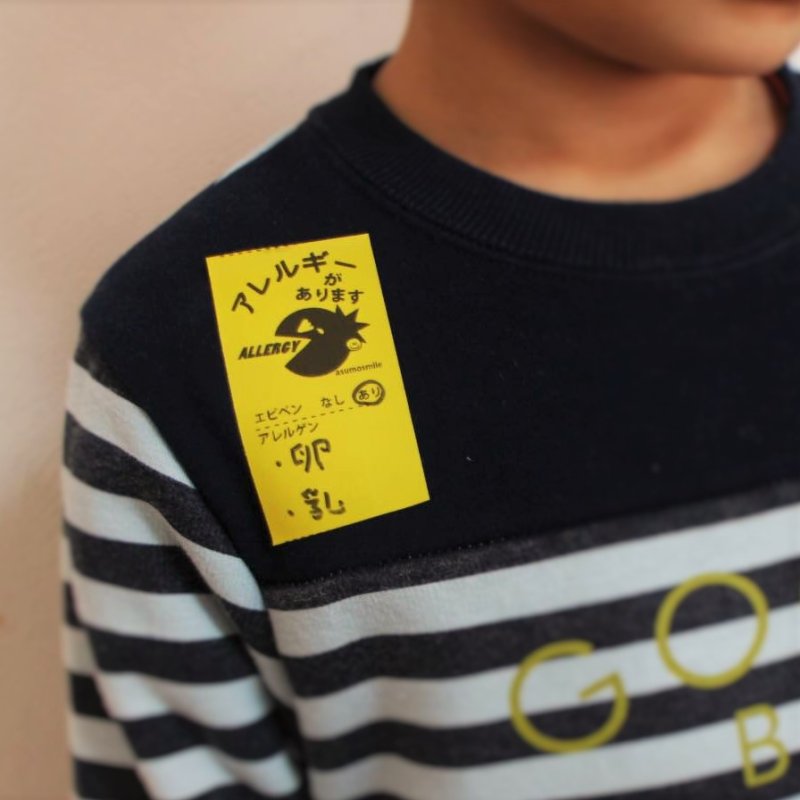 アレルギー
が
あります
ALLERGY
asumosmile
エピペン なし あり
アレルゲン
・卵
・乳
GO
B